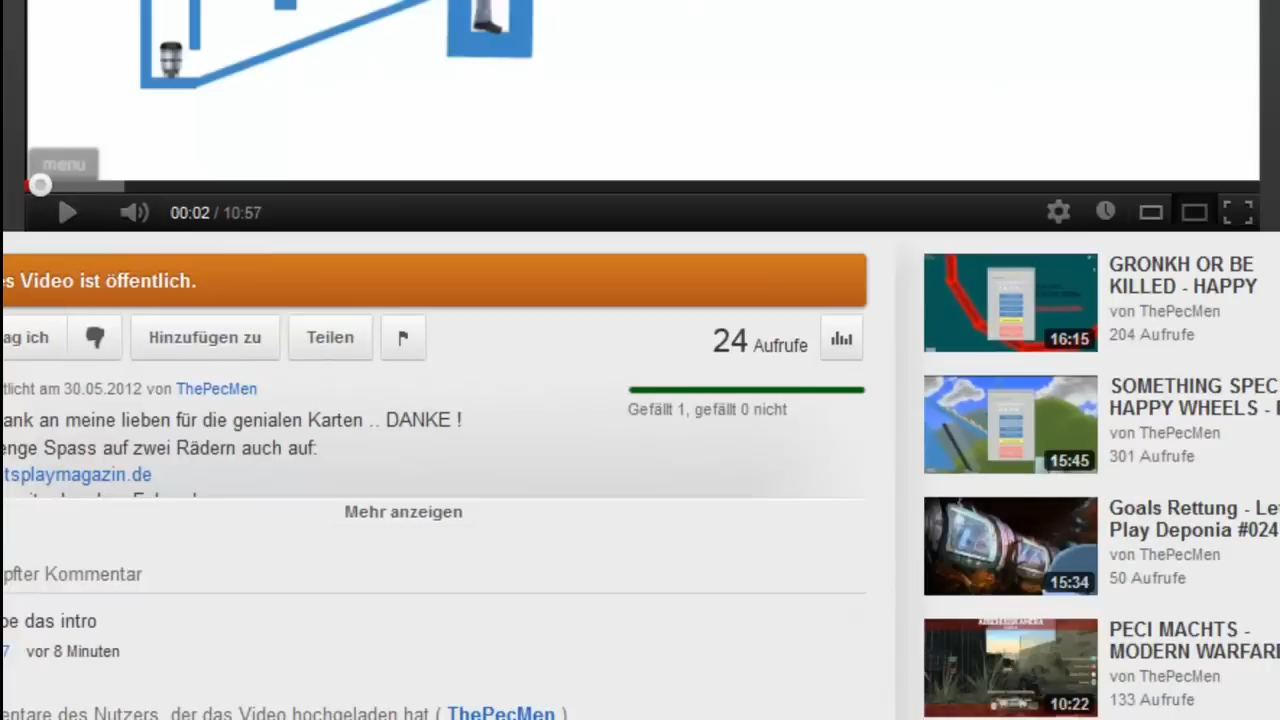 menu
00:02 / 10:57
es Video ist öffentlich.
ag ich
Hinzufügen zu
Teilen
24 Aufrufe
tlicht am 30.05.2012 von ThePecMen
Gefällt 1, gefällt 0 nicht
ank an meine lieben für die genialen Karten .. DANKE !
enge Spass auf zwei Rädern auch auf:
tsplaymagazin.de
Mehr anzeigen
pfter Kommentar
be das intro
7 vor 8 Minuten
entare des Nutzers, der das Video hochgeladen hat ( ThePecMen )
GRONKH OR BE
KILLED - HAPPY
von ThePecMen
204 Aufrufe
16:15
SOMETHING SPEC
HAPPY WHEELS -
von ThePecMen
301 Aufrufe
15:45
Goals Rettung - Le
Play Deponia #024
von ThePecMen
50 Aufrufe
15:34
PECI MACHTS -
MODERN WARFARE
von ThePecMen
133 Aufrufe
10:22